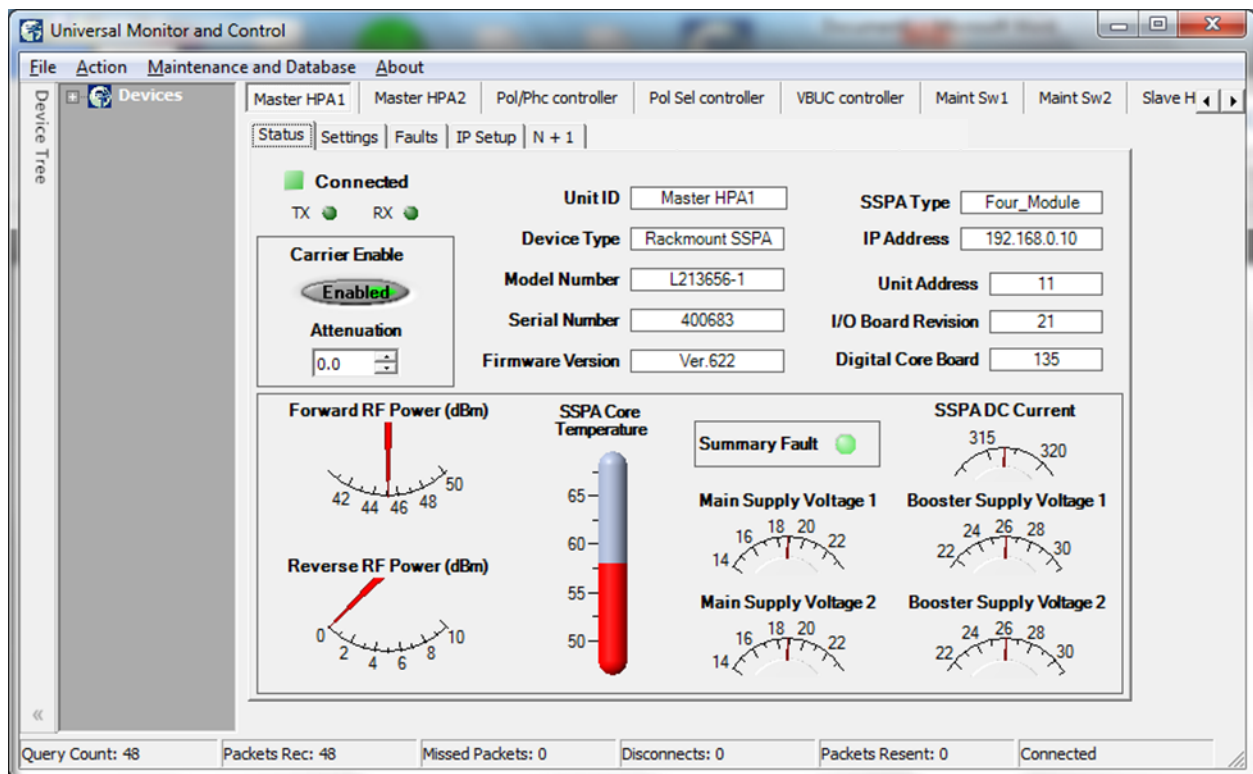 Universal Monitor and Control
File Action Maintenance and Database About
Device Tree
Devices
Master HPA1 Master HPA2 Pol/Phc controller Pol Sel controller VBUC controller Maint Sw1 Maint Sw2 Slave H
Status Settings Faults IP Setup N + 1
Connected
TX RX
Carrier Enable
Enabled
Attenuation
0.0
Unit ID Master HPA1
Device Type Rackmount SSPA
Model Number L213656-1
Serial Number 400683
Firmware Version Ver.622
SSPA Type Four_Module
IP Address 192.168.0.10
Unit Address 11
I/O Board Revision 21
Digital Core Board 135
Forward RF Power (dBm)
42 44 46 48 50
Reverse RF Power (dBm)
0 2 4 6 8 10
SSPA Core
Temperature
65
60
55
50
Summary Fault
SSPA DC Current
315 320
Main Supply Voltage 1
14 16 18 20 22
Booster Supply Voltage 1
22 24 26 28 30
Main Supply Voltage 2
14 16 18 20 22
Booster Supply Voltage 2
22 24 26 28 30
Query Count: 48 Packets Rec: 48 Missed Packets: 0 Disconnects: 0 Packets Resent: 0 Connected